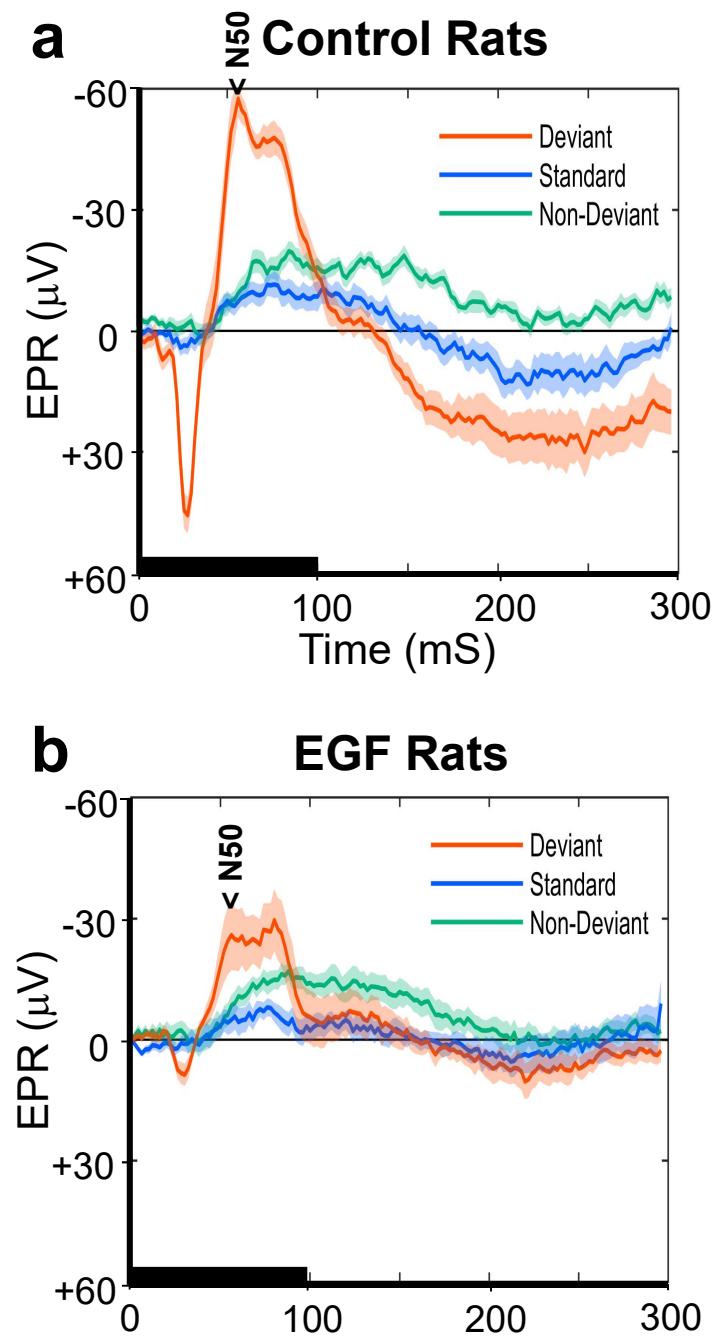 a
< N50
Control Rats
-60
-30
0
+30
+60
EPR (μV)
Deviant
Standard
Non-Deviant
0 100 200 300
Time (mS)
b
EGF Rats
-60
-30
0
+30
+60
EPR (μV)
< N50
Deviant
Standard
Non-Deviant
0 100 200 300